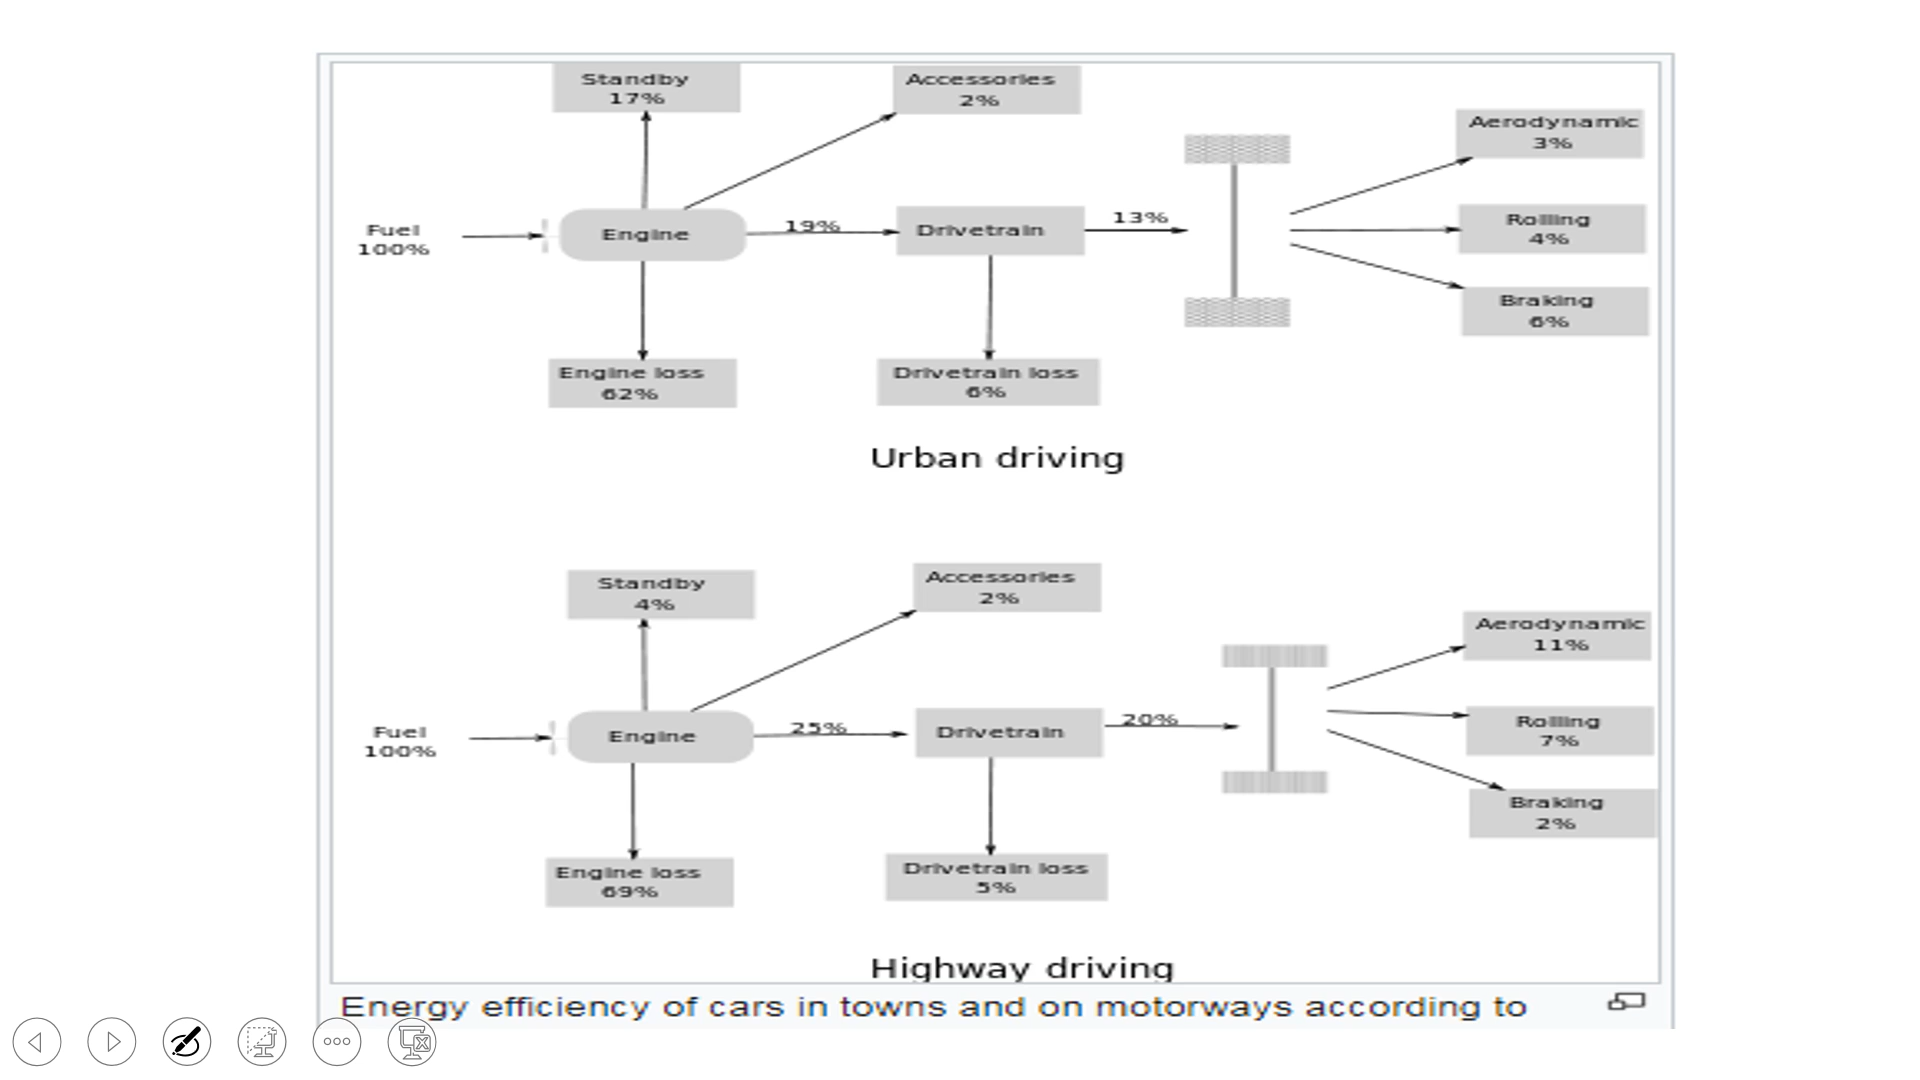 Standby
17%
Accessories
2%
Aerodynamic
3%
Fuel
100%
Engine
19%
Drivetrain
13%
Rolling
4%
Braking
6%
Engine loss
62%
Drivetrain loss
6%
Urban driving
Standby
4%
Accessories
2%
Aerodynamic
11%
Fuel
100%
Engine
25%
Drivetrain
20%
Rolling
7%
Braking
2%
Engine loss
69%
Drivetrain loss
5%
Highway driving
Energy efficiency of cars in towns and on motorways according to